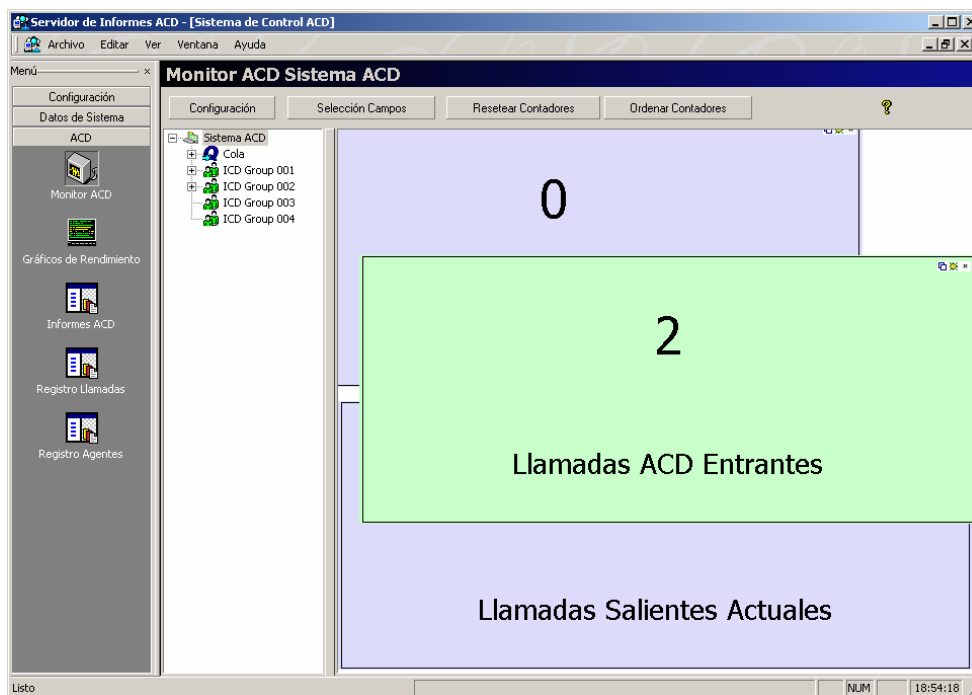 Servidor de Informes ACD - [Sistema de Control ACD]
Archivo Editar Ver Ventana Ayuda
Menú
Configuración
Datos de Sistema
ACD
Monitor ACD
Gráficos de Rendimiento
Informes ACD
Registro Llamadas
Registro Agentes
Monitor ACD Sistema ACD
Configuración Selección Campos Resetear Contadores Ordenar Contadores
Sistema ACD
Cola
ICD Group 001
ICD Group 002
ICD Group 003
ICD Group 004
0
2
Llamadas ACD Entrantes
Llamadas Salientes Actuales
Listo NUM 18:54:18